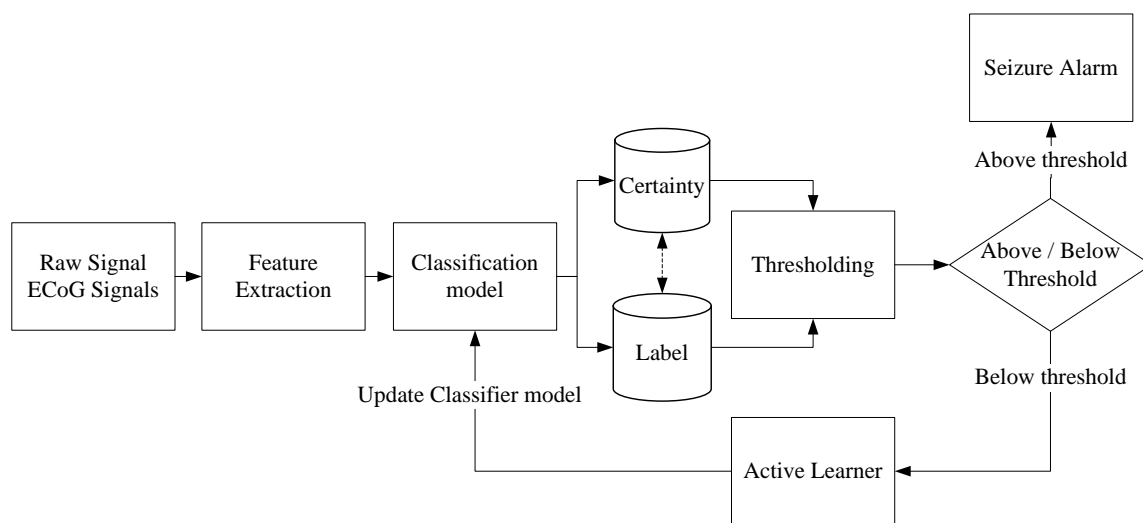 Seizure Alarm
Above threshold
Certainty
Raw Signal
ECoG Signals
Feature
Extraction
Classification
model
Thresholding
Above / Below
Threshold
Label
Update Classifier model
Below threshold
Active Learner